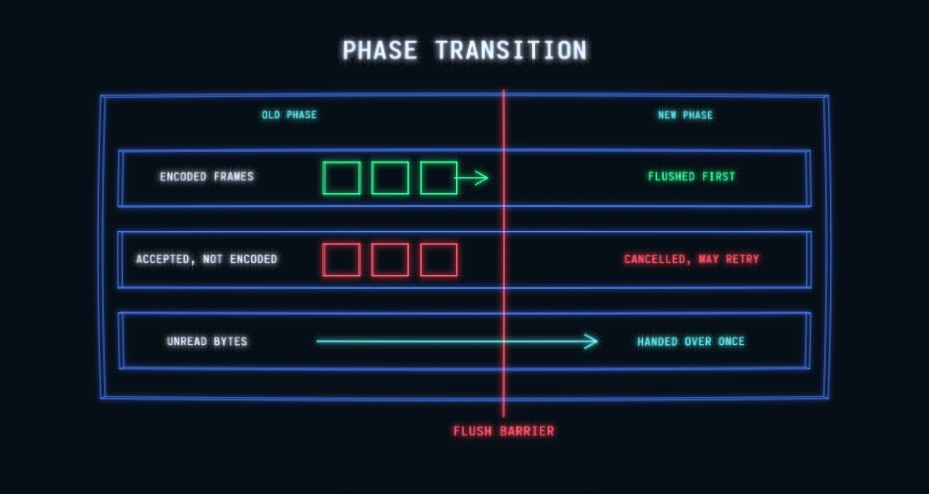 PHASE TRANSITION
OLD PHASE
NEW PHASE
ENCODED FRAMES
FLUSHED FIRST
ACCEPTED, NOT ENCODED
CANCELLED, MAY RETRY
UNREAD BYTES
HANDED OVER ONCE
FLUSH BARRIER